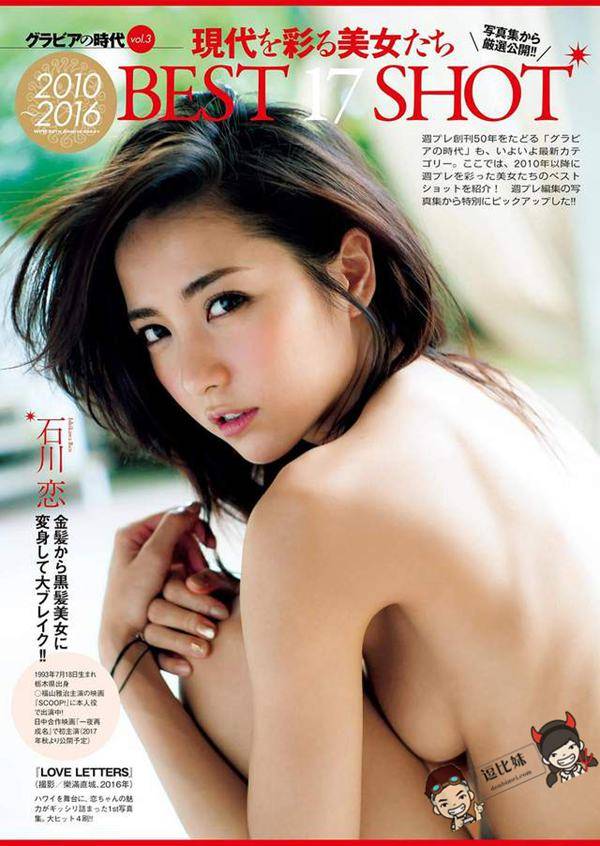 グラビアの時代 vol.3
現代を彩る美女たち
写真集から
厳選公開!!
2010
~2016
BEST 17 SHOT
週プレ創刊50年をたどる「グラビ
アの時代」も、いよいよ最新カテ
ゴリー。ここでは、2010年以降に
週プレを彩った美女たちのベスト
ショットを紹介! 週プレ編集の写
真集から特別にピックアップした!!
石川 恋
Ishikawa Ren
金髪から黒髪美女に
変身して大ブレイク!!
1993年7月18日生まれ
栃木県出身
○福山雅治主演の映画
『SCOOP!』に本人役
で出演中!
日中合作映画『一夜再
成名』で初主演(2017
年秋より公開予定)
『LOVE LETTERS』
(撮影/樂滿直城、2016年)
ハワイを舞台に、恋ちゃんの魅
力がギッシリ詰まった1st写真
集。大ヒット4刷!!
逗比妹